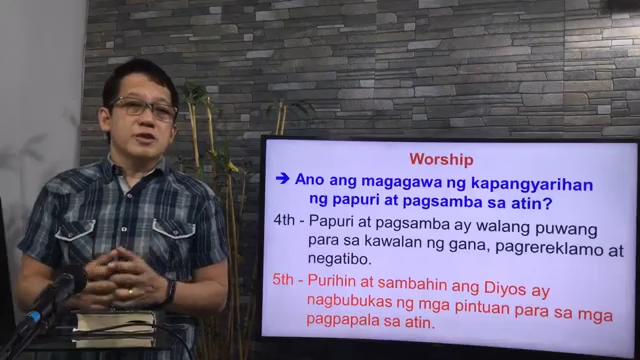 Worship
➔ Ano ang magagawa ng kapangyarihan
ng papuri at pagsamba sa atin?
4th - Papuri at pagsamba ay walang puwang
para sa kawalan ng gana, pagrereklamo at
negatibo.
5th - Purihin at sambahin ang Diyos ay
nagbubukas ng mga pintuan para sa mga
pagpapala sa atin.